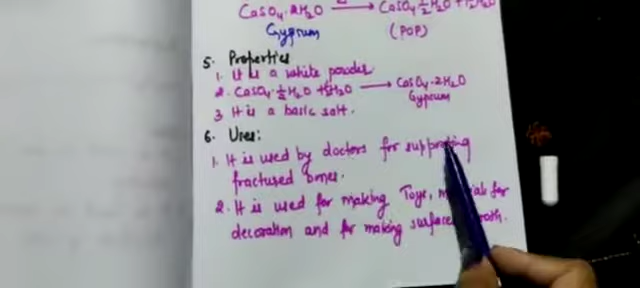 CaSO4·2H2O → CaSO4·½H2O + 1½H2O
Gypsum (POP)
5. Properties
1. It is a white powder.
2. CaSO4·½H2O + 1½H2O → CaSO4·2H2O
Gypsum
3. It is a basic salt.
6. Uses:
1. It is used by doctors for supporting
fractured bones.
2. It is used for making Toys, for
decoration and for making surface